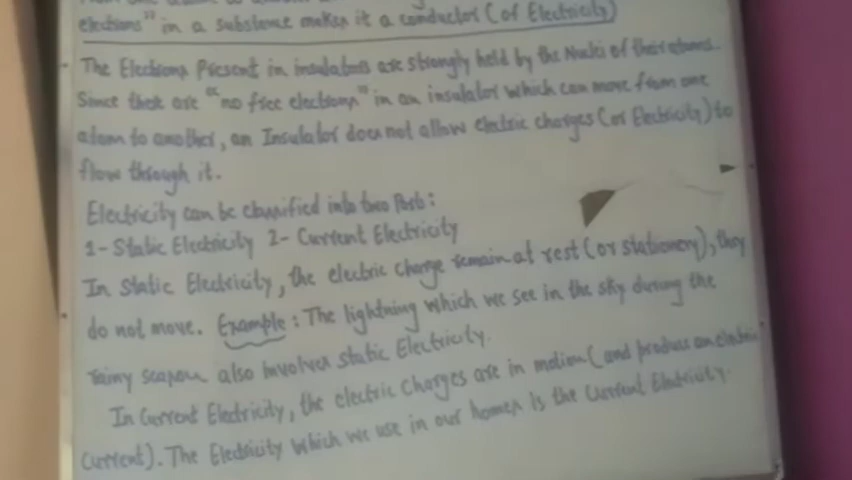 electrons" in a substance makes it a conductor (of Electricity)
The Electrons Present in insulators are strongly held by the Nuclei of their atoms.
Since there are "no free electrons" in an insulator which can move from one
atom to another, an Insulator does not allow electric charges (or Electricity) to
flow through it.
Electricity can be classified into two Parts:
1- Static Electricity 2- Current Electricity
In Static Electricity, the electric charge remain at rest (or stationery), they
do not move. Example: The lightning which we see in the sky during the
rainy season also involves static Electricity.
In Current Electricity, the electric Charges are in motion (and produce an electric
current). The Electricity which we use in our homes is the Current Electricity.